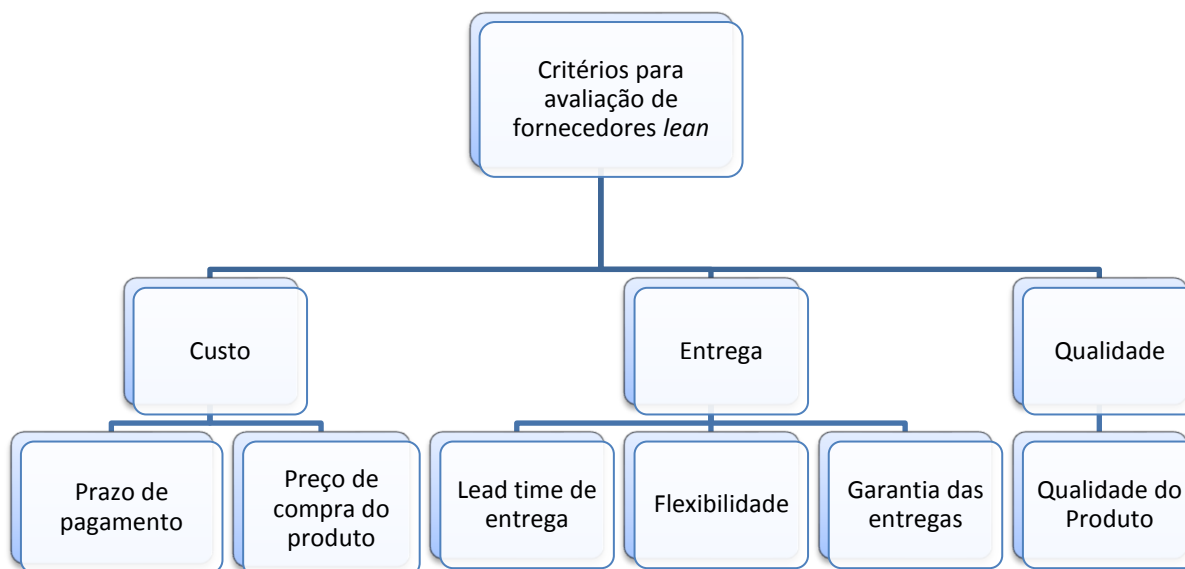 Critérios para
avaliação de
fornecedores lean
Custo
Entrega
Qualidade
Prazo de
pagamento
Preço de
compra do
produto
Lead time de
entrega
Flexibilidade
Garantia das
entregas
Qualidade do
Produto